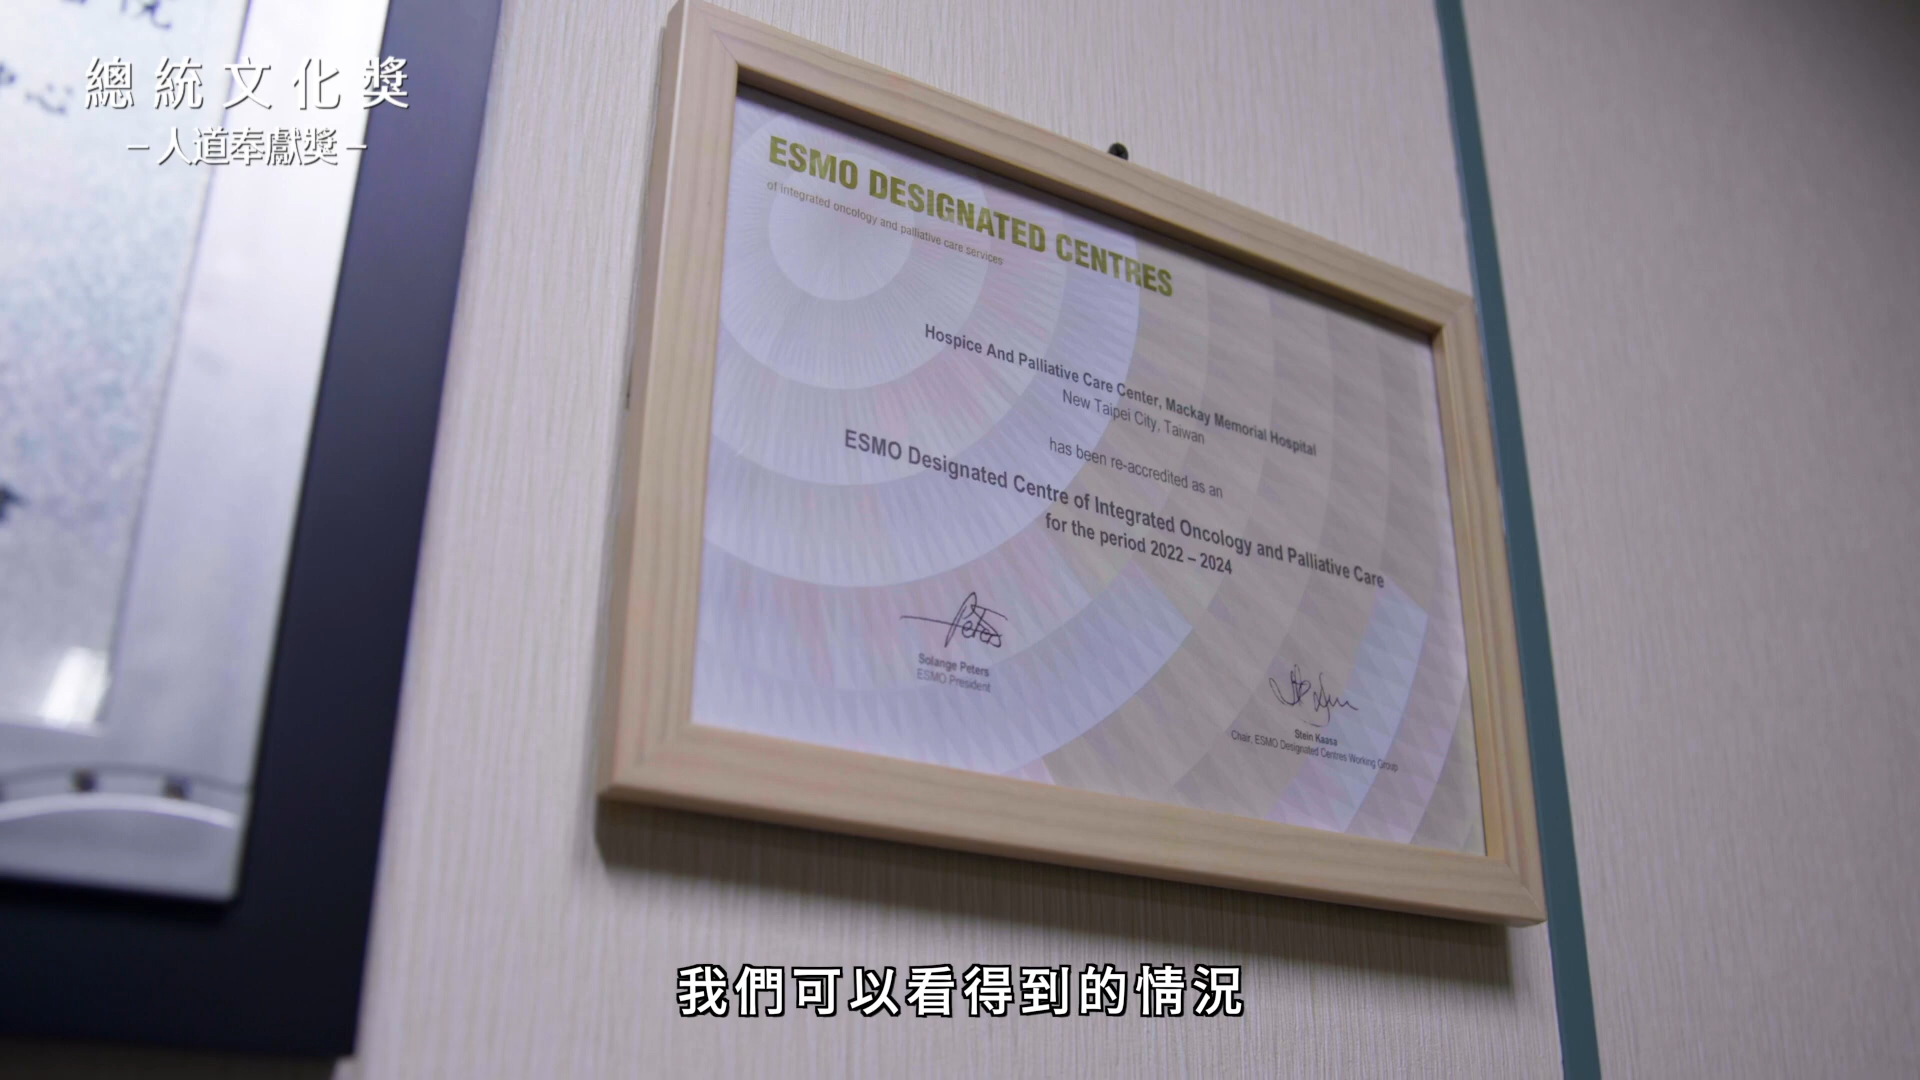 總統文化獎
–人道奉獻獎–
ESMO DESIGNATED CENTRES
of integrated oncology and palliative care services
Hospice And Palliative Care Center, Mackay Memorial Hospital
New Taipei City, Taiwan
has been re-accredited as an
ESMO Designated Centre of Integrated Oncology and Palliative Care
for the period 2022 – 2024
Solange Peters
ESMO President
Stein Kaasa
Chair, ESMO Designated Centres Working Group
我們可以看得到的情況